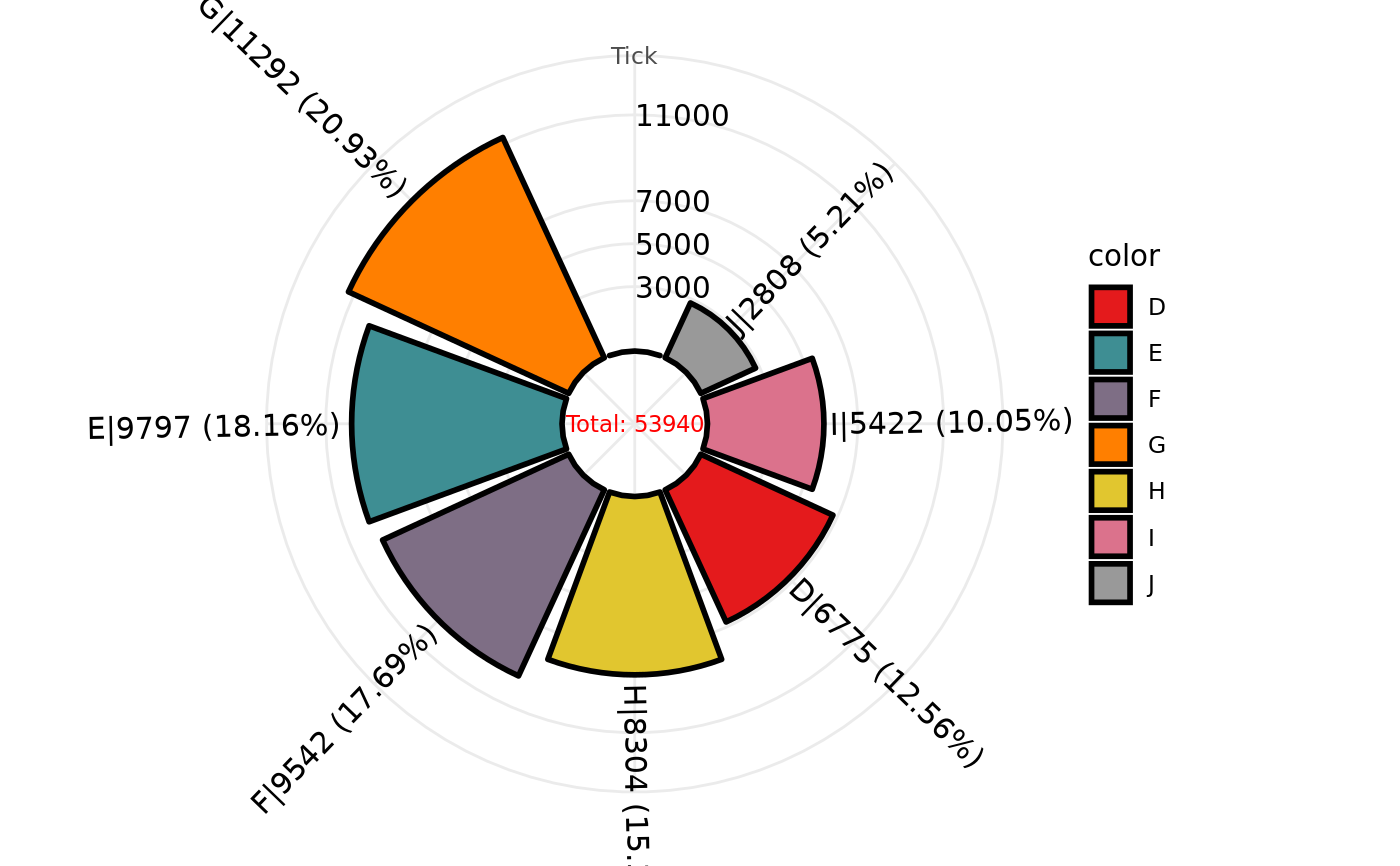 Tick
11000
7000
5000
3000
J|2808 (5.21%)
I|5422 (10.05%)
D|6775 (12.56%)
H|8304 (15.
F|9542 (17.69%)
E|9797 (18.16%)
G|11292 (20.93%)
Total: 53940
color
D
E
F
G
H
I
J